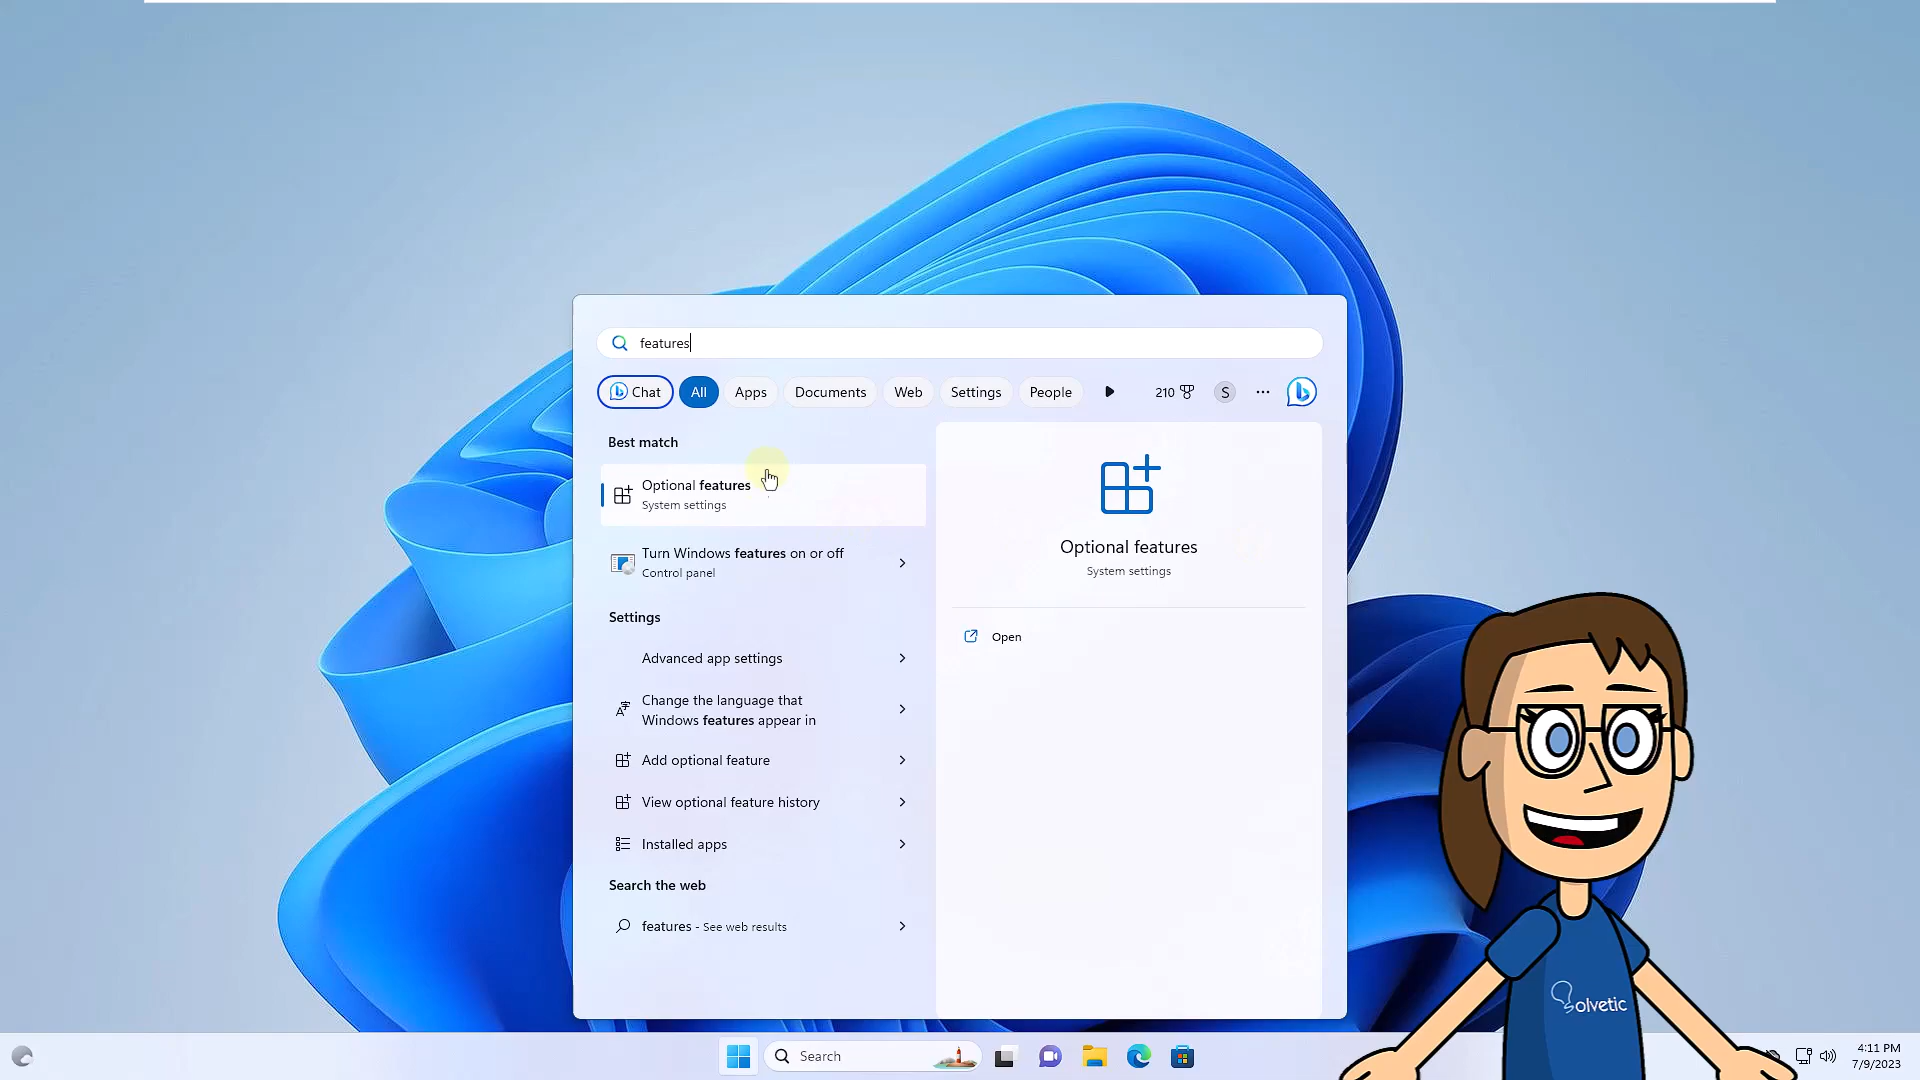 features
Chat
All
Apps
Documents
Web
Settings
People
210
S
Best match
Optional features
System settings
Turn Windows features on or off
Control panel
Settings
Advanced app settings
Change the language that
Windows features appear in
Add optional feature
View optional feature history
Installed apps
Search the web
features - See web results
Optional features
System settings
Open
Solvetic
Search
4:11 PM
7/9/2023